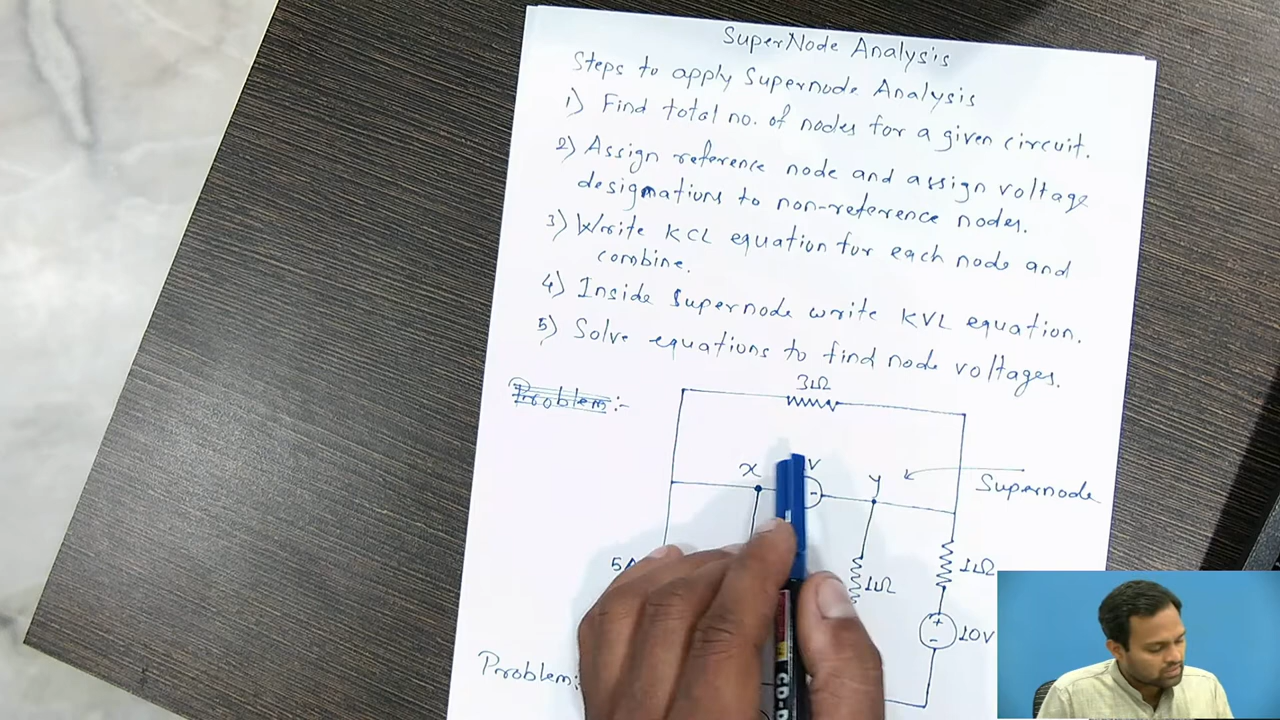 SuperNode Analysis
Steps to apply Supernode Analysis
1) Find total no. of nodes for a given circuit.
2) Assign reference node and assign voltage
designations to non-reference nodes.
3) Write KCL equation for each node and
combine.
4) Inside Supernode write KVL equation.
5) Solve equations to find node voltages.
Problem:-
3Ω
x
V
y
Supernode
5A
1Ω
1Ω
+
-
10V
Problem:
CD-D